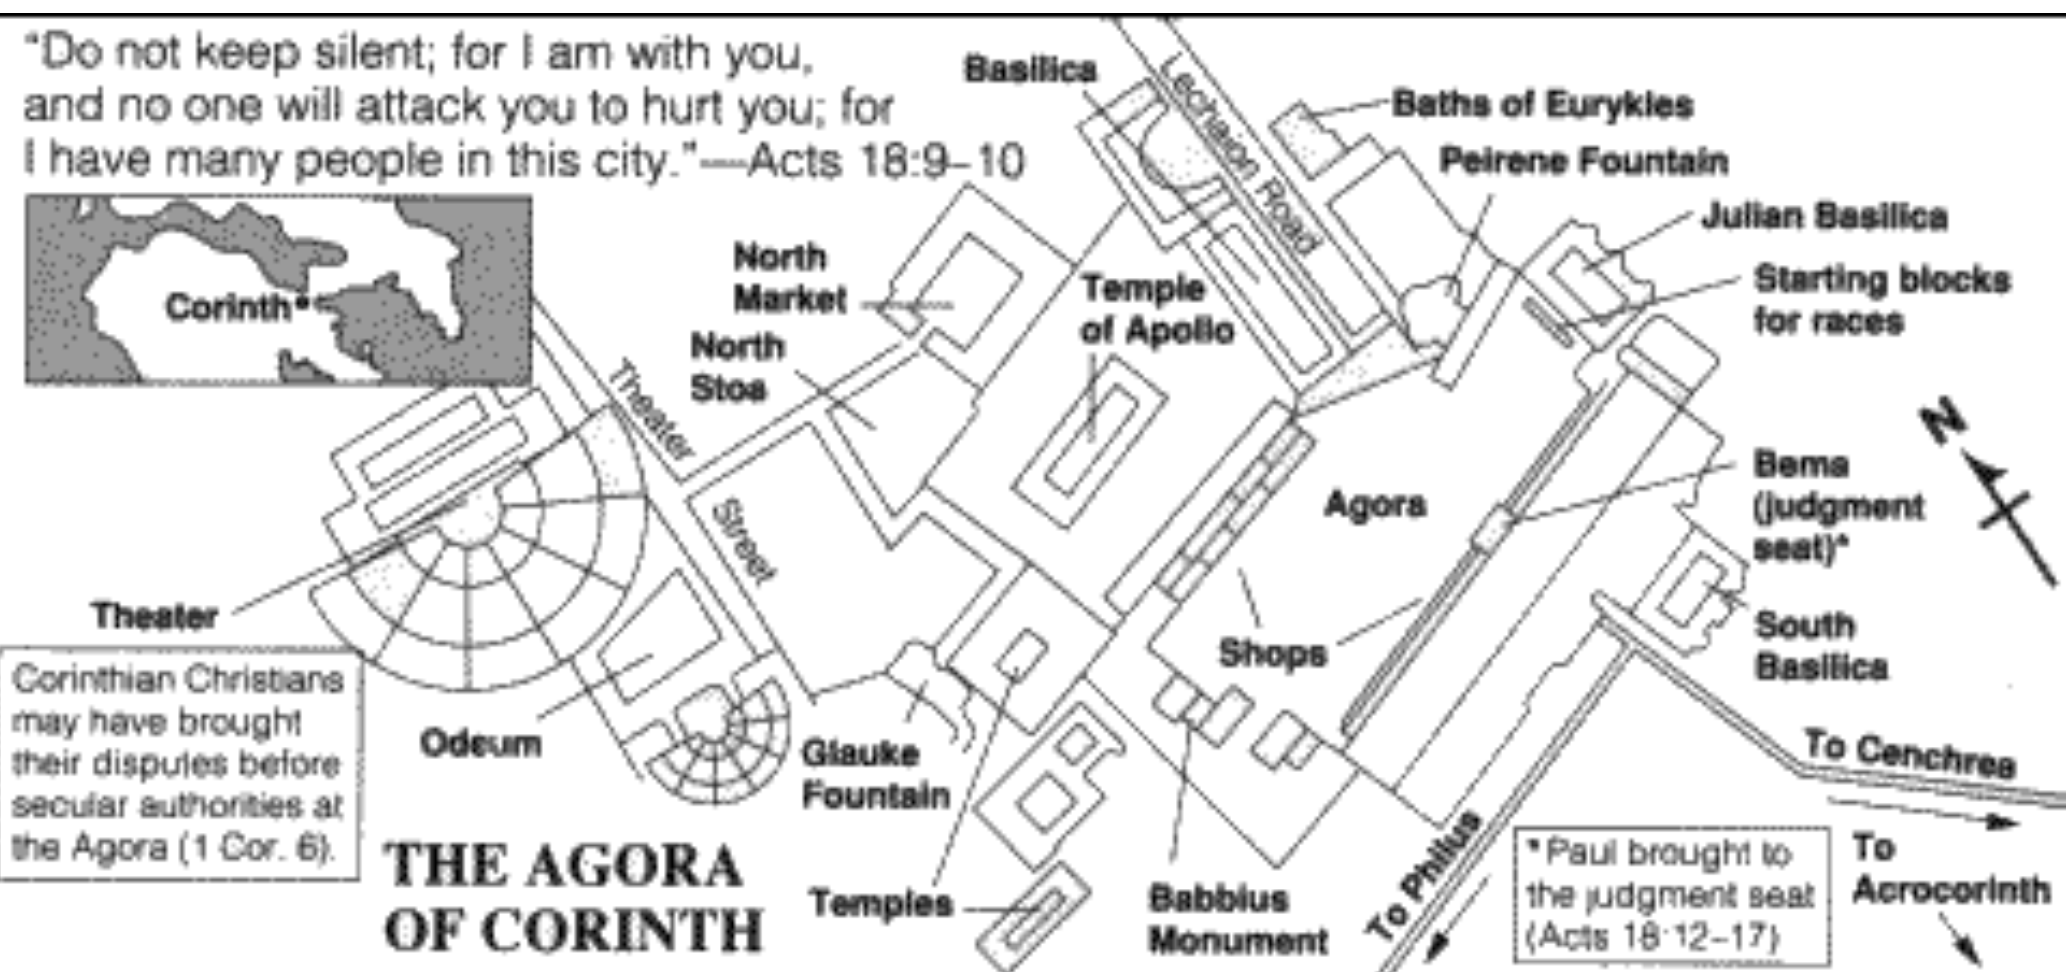 "Do not keep silent; for I am with you,
and no one will attack you to hurt you; for
I have many people in this city."—Acts 18:9–10
Corinth
Basilica
Lechaion Road
Baths of Eurykles
Peirene Fountain
Julian Basilica
Starting blocks
for races
North
Market
North
Stoa
Temple
of Apollo
Theater
Street
Agora
N
Bema
(judgment
seat)*
Shops
South
Basilica
Theater
Odeum
Glauke
Fountain
Temples
Babbius
Monument
To Cenchrea
To Philus
To
Acrocorinth
Corinthian Christians
may have brought
their disputes before
secular authorities at
the Agora (1 Cor. 6).
THE AGORA
OF CORINTH
*Paul brought to
the judgment seat
(Acts 18:12–17)